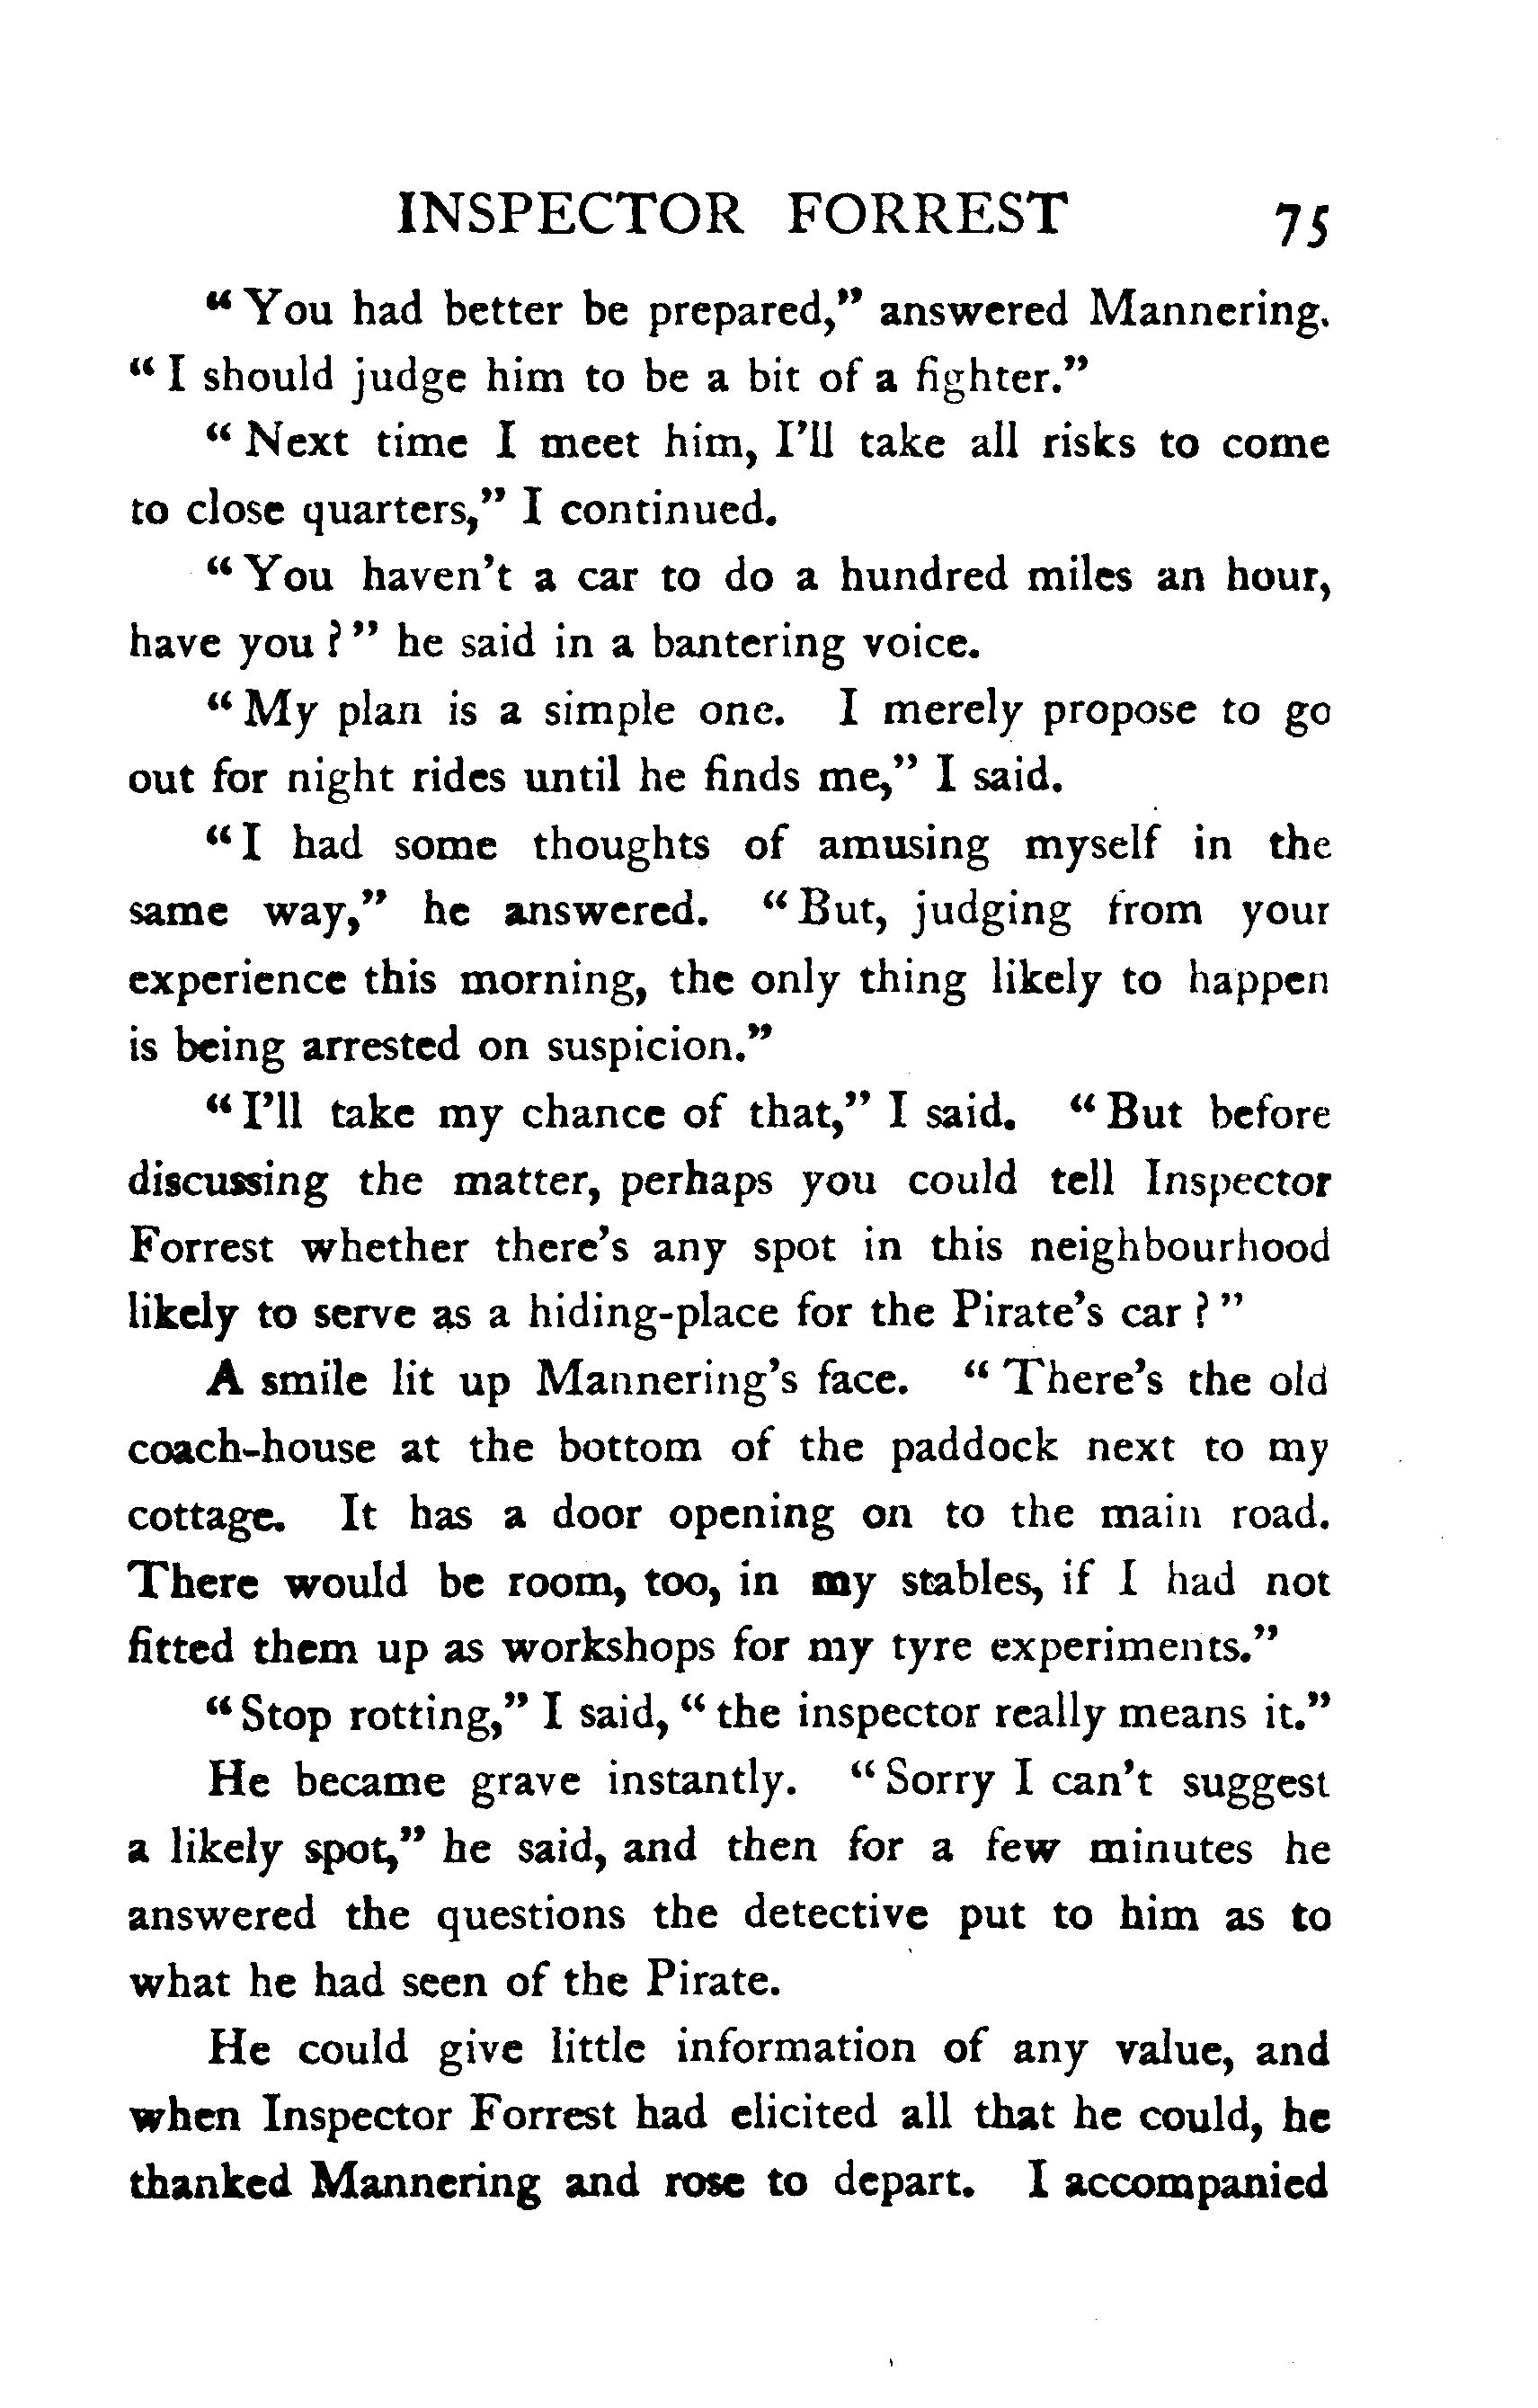 INSPECTOR FORREST 75
“ You had better be prepared,” answered Mannering.
“ I should judge him to be a bit of a fighter.”
“ Next time I meet him, I’ll take all risks to come
to close quarters,” I continued.
“ You haven’t a car to do a hundred miles an hour,
have you ? ” he said in a bantering voice.
“ My plan is a simple one. I merely propose to go
out for night rides until he finds me,” I said.
“ I had some thoughts of amusing myself in the
same way,” he answered. “ But, judging from your
experience this morning, the only thing likely to happen
is being arrested on suspicion.”
“ I’ll take my chance of that,” I said. “ But before
discussing the matter, perhaps you could tell Inspector
Forrest whether there’s any spot in this neighbourhood
likely to serve as a hiding-place for the Pirate’s car ? ”
A smile lit up Mannering’s face. “ There’s the old
coach-house at the bottom of the paddock next to my
cottage. It has a door opening on to the main road.
There would be room, too, in my stables, if I had not
fitted them up as workshops for my tyre experiments.”
“ Stop rotting,” I said, “ the inspector really means it.”
He became grave instantly. “ Sorry I can’t suggest
a likely spot,” he said, and then for a few minutes he
answered the questions the detective put to him as to
what he had seen of the Pirate.
He could give little information of any value, and
when Inspector Forrest had elicited all that he could, he
thanked Mannering and rose to depart. I accompanied